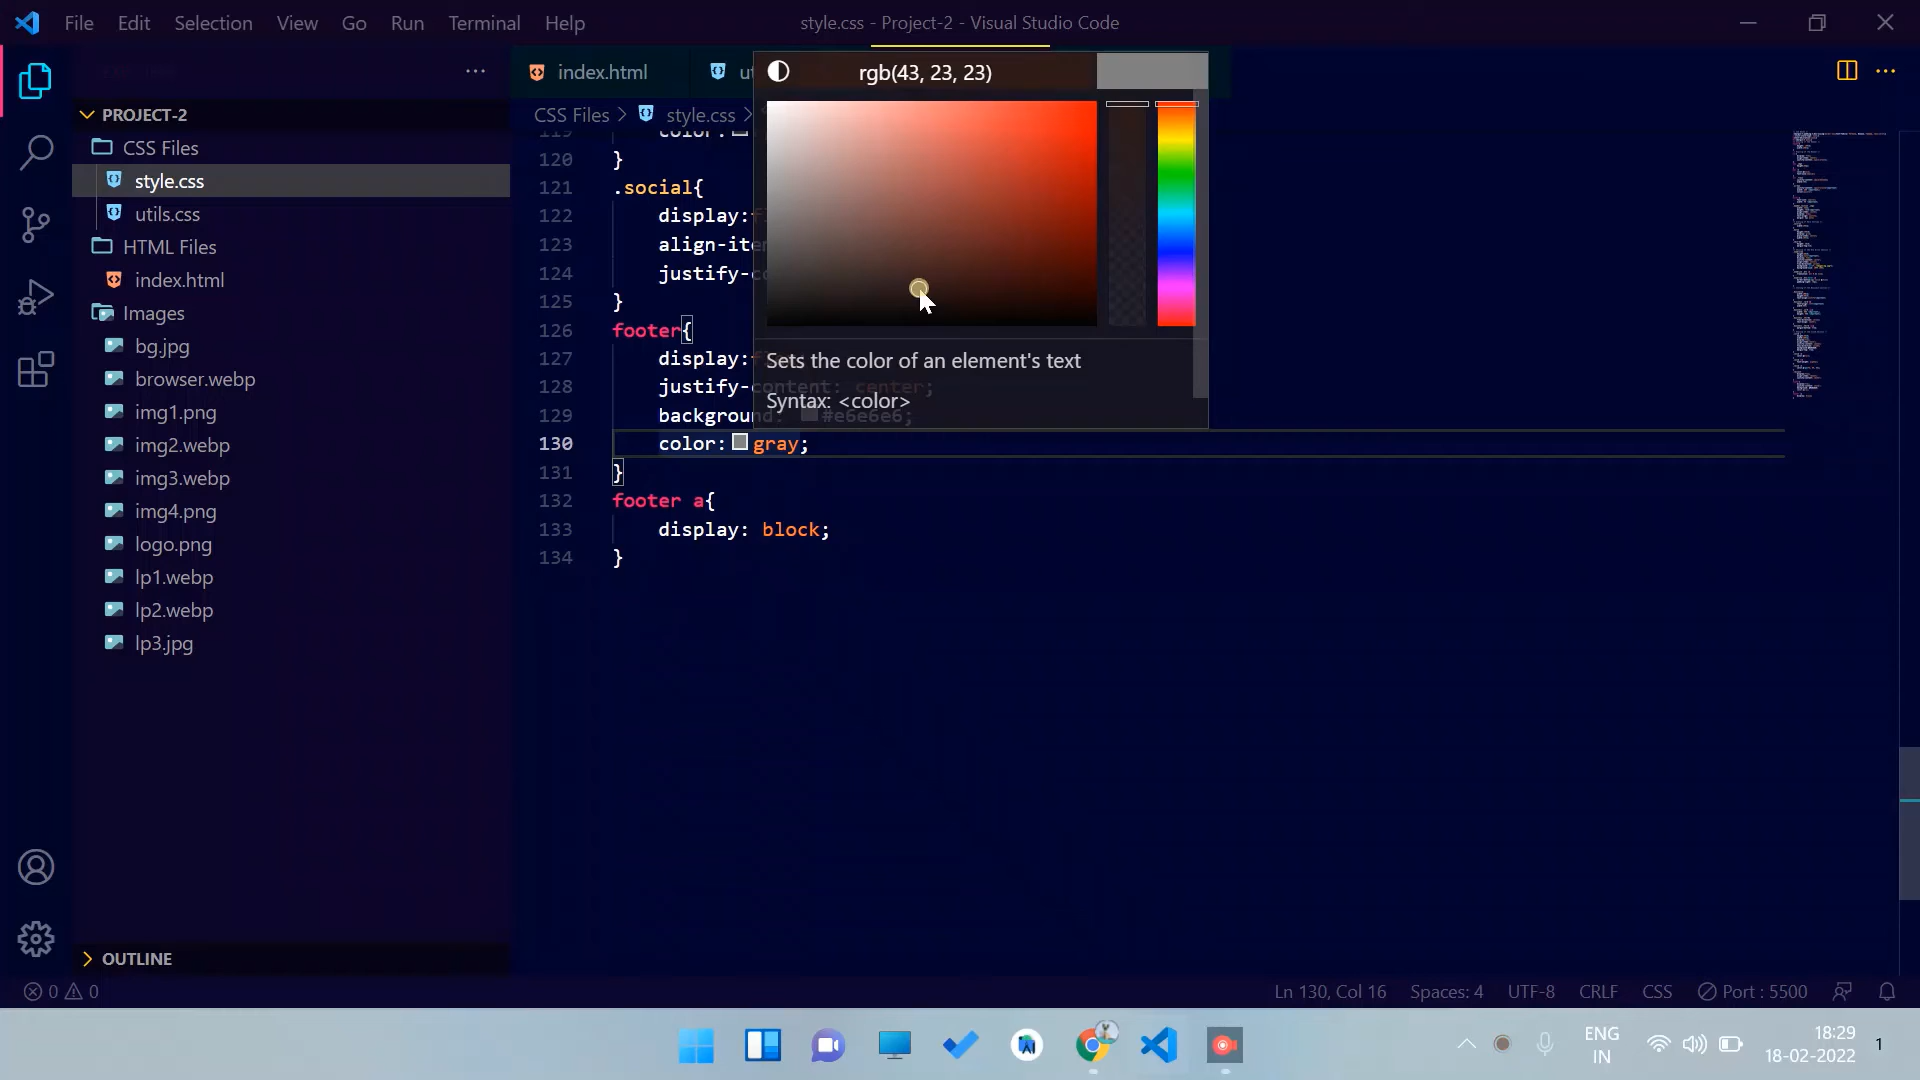 File Edit Selection View Go Run Terminal Help
style.css - Project-2 - Visual Studio Code
index.html
rgb(43, 23, 23)
PROJECT-2
CSS Files
style.css
utils.css
HTML Files
index.html
Images
bg.jpg
browser.webp
img1.png
img2.webp
img3.webp
img4.png
logo.png
lp1.webp
lp2.webp
lp3.jpg
OUTLINE
CSS Files > style.css >
120 }
121 .social{
122 display:
123 align-ite
124 justify-c
125 }
126 footer{
127 display:
128 justify-content: center;
129 background: #e6e6e6;
130 color: gray;
131 }
132 footer a{
133 display: block;
134 }
Sets the color of an element's text
Syntax: <color>
0 0
Ln 130, Col 16 Spaces: 4 UTF-8 CRLF CSS Port : 5500
ENG
IN
18:29
18-02-2022
1